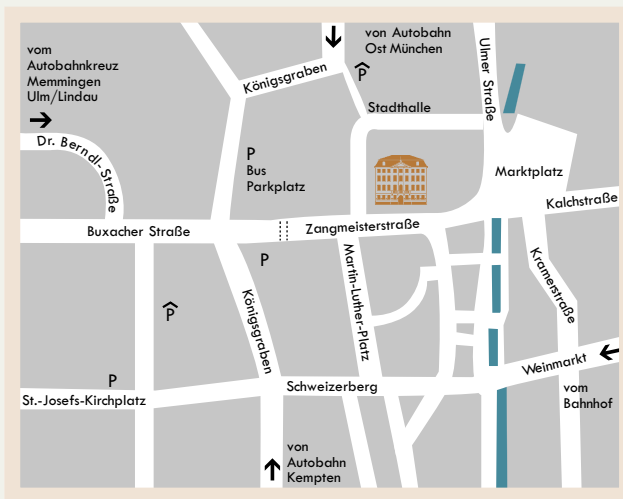 vom
Autobahnkreuz
Memmingen
Ulm/Lindau
von Autobahn
Ost München
Ulmer Straße
Königsgraben
P
Stadthalle
Dr. Berndl-Straße
P
Bus
Parkplatz
Marktplatz
Kalchstraße
Buxacher Straße
Zangmeisterstraße
P
Martin-Luther-Platz
Kramerstraße
Königsgraben
P
Weinmarkt
P
Schweizerberg
St.-Josefs-Kirchplatz
vom
Bahnhof
von
Autobahn
Kempten